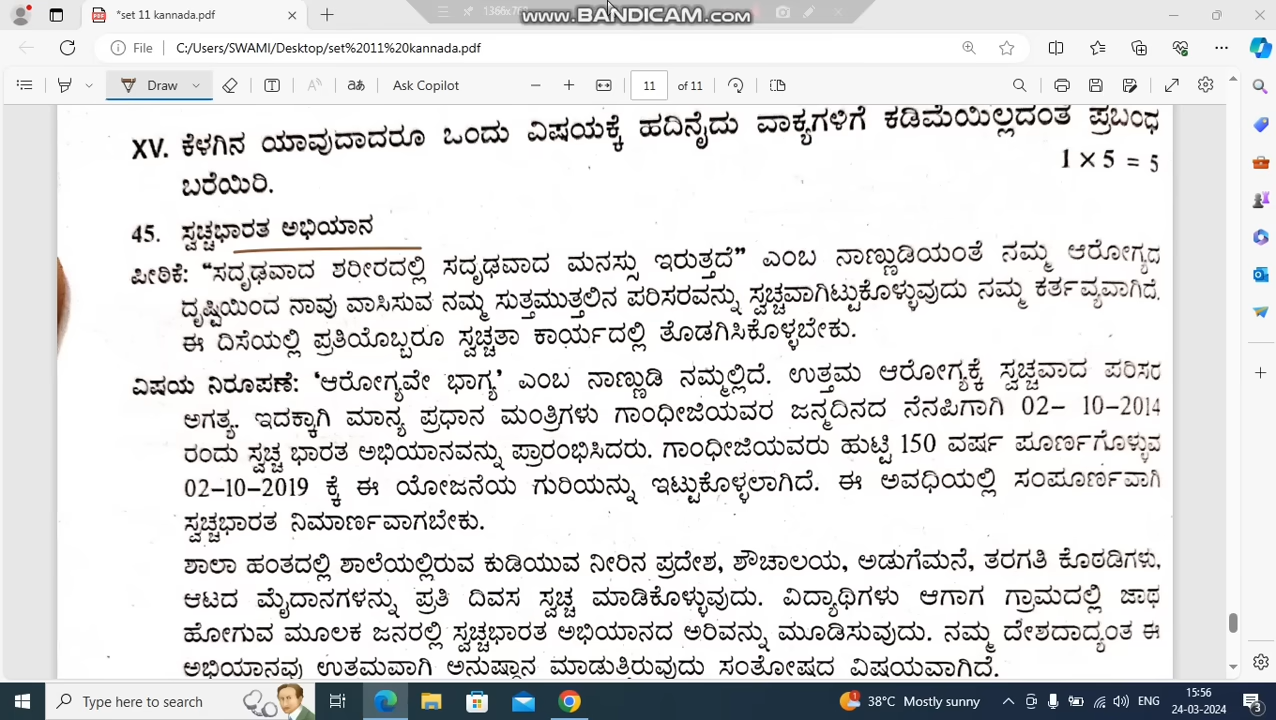 *set 11 kannada.pdf
1366x768
www.BANDICAM.com
File C:/Users/SWAMI/Desktop/set%2011%20kannada.pdf
Draw Ask Copilot 11 of 11
XV. ಕೆಳಗಿನ ಯಾವುದಾದರೂ ಒಂದು ವಿಷಯಕ್ಕೆ ಹದಿನೈದು ವಾಕ್ಯಗಳಿಗೆ ಕಡಿಮೆಯಿಲ್ಲದಂತೆ ಪ್ರಬಂಧ
ಬರೆಯಿರಿ. 1 × 5 = 5
45. ಸ್ವಚ್ಚಭಾರತ ಅಭಿಯಾನ
ಪೀಠಿಕೆ: “ಸದೃಢವಾದ ಶರೀರದಲ್ಲಿ ಸದೃಢವಾದ ಮನಸ್ಸು ಇರುತ್ತದೆ” ಎಂಬ ನಾಣ್ಣುಡಿಯಂತೆ ನಮ್ಮ ಆರೋಗ್ಯದ
ದೃಷ್ಟಿಯಿಂದ ನಾವು ವಾಸಿಸುವ ನಮ್ಮ ಸುತ್ತಮುತ್ತಲಿನ ಪರಿಸರವನ್ನು ಸ್ವಚ್ಚವಾಗಿಟ್ಟುಕೊಳ್ಳುವುದು ನಮ್ಮ ಕರ್ತವ್ಯವಾಗಿದೆ.
ಈ ದಿಸೆಯಲ್ಲಿ ಪ್ರತಿಯೊಬ್ಬರೂ ಸ್ವಚ್ಚತಾ ಕಾರ್ಯದಲ್ಲಿ ತೊಡಗಿಸಿಕೊಳ್ಳಬೇಕು.
ವಿಷಯ ನಿರೂಪಣೆ: ‘ಆರೋಗ್ಯವೇ ಭಾಗ್ಯ’ ಎಂಬ ನಾಣ್ಣುಡಿ ನಮ್ಮಲ್ಲಿದೆ. ಉತ್ತಮ ಆರೋಗ್ಯಕ್ಕೆ ಸ್ವಚ್ಚವಾದ ಪರಿಸರ
ಅಗತ್ಯ. ಇದಕ್ಕಾಗಿ ಮಾನ್ಯ ಪ್ರಧಾನ ಮಂತ್ರಿಗಳು ಗಾಂಧೀಜಿಯವರ ಜನ್ಮದಿನದ ನೆನಪಿಗಾಗಿ 02– 10–2014
ರಂದು ಸ್ವಚ್ಚ ಭಾರತ ಅಭಿಯಾನವನ್ನು ಪ್ರಾರಂಭಿಸಿದರು. ಗಾಂಧೀಜಿಯವರು ಹುಟ್ಟಿ 150 ವರ್ಷ ಪೂರ್ಣಗೊಳ್ಳುವ
02–10–2019 ಕ್ಕೆ ಈ ಯೋಜನೆಯ ಗುರಿಯನ್ನು ಇಟ್ಟುಕೊಳ್ಳಲಾಗಿದೆ. ಈ ಅವಧಿಯಲ್ಲಿ ಸಂಪೂರ್ಣವಾಗಿ
ಸ್ವಚ್ಚಭಾರತ ನಿರ್ಮಾಣವಾಗಬೇಕು.
ಶಾಲಾ ಹಂತದಲ್ಲಿ ಶಾಲೆಯಲ್ಲಿರುವ ಕುಡಿಯುವ ನೀರಿನ ಪ್ರದೇಶ, ಶೌಚಾಲಯ, ಅಡುಗೆಮನೆ, ತರಗತಿ ಕೊಠಡಿಗಳು,
ಆಟದ ಮೈದಾನಗಳನ್ನು ಪ್ರತಿ ದಿವಸ ಸ್ವಚ್ಚ ಮಾಡಿಕೊಳ್ಳುವುದು. ವಿದ್ಯಾಥಿಗಳು ಆಗಾಗ ಗ್ರಾಮದಲ್ಲಿ ಜಾಥ
ಹೋಗುವ ಮೂಲಕ ಜನರಲ್ಲಿ ಸ್ವಚ್ಚಭಾರತ ಅಭಿಯಾನದ ಅರಿವನ್ನು ಮೂಡಿಸುವುದು. ನಮ್ಮ ದೇಶದಾದ್ಯಂತ ಈ
ಅಭಿಯಾನವು ಉತ್ತಮವಾಗಿ ಅನುಷ್ಠಾನ ಮಾಡುತ್ತಿರುವುದು ಸಂತೋಷದ ವಿಷಯವಾಗಿದೆ.
Type here to search 38°C Mostly sunny ENG 15:56
24-03-2024 3